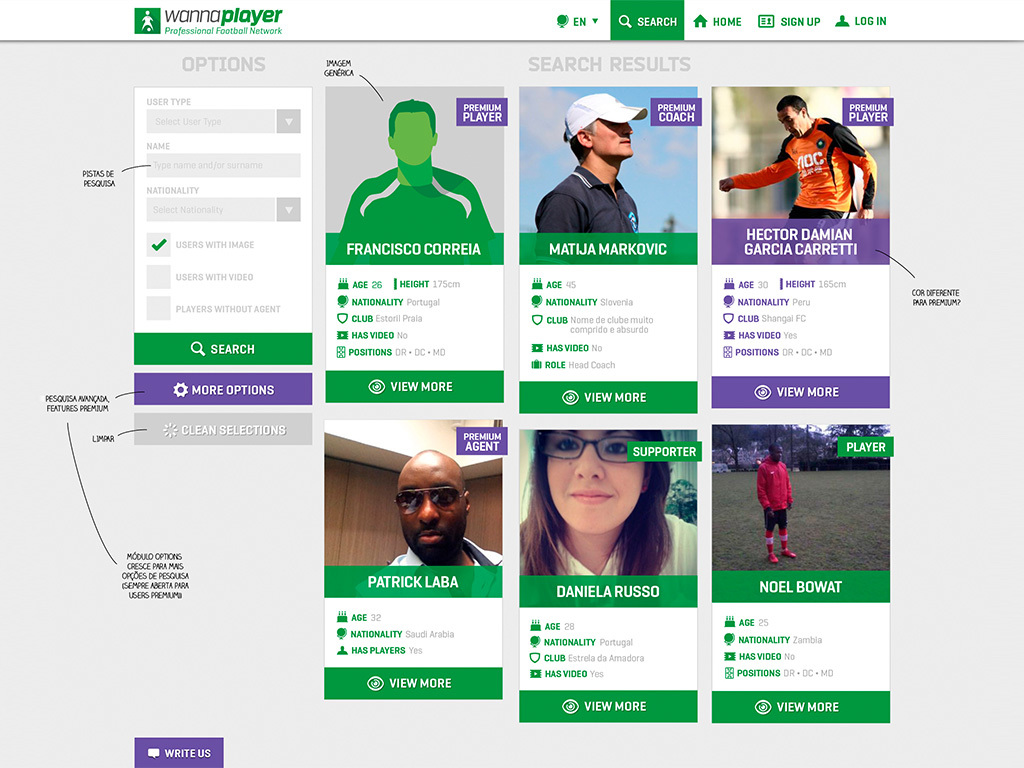 wannaplayer
Professional Football Network
EN
SEARCH
HOME
SIGN UP
LOG IN
OPTIONS
USER TYPE
Select User Type
NAME
Type name and/or surname
NATIONALITY
Select Nationality
USERS WITH IMAGE
USERS WITH VIDEO
PLAYERS WITHOUT AGENT
SEARCH
MORE OPTIONS
CLEAN SELECTIONS
PISTAS DE
PESQUISA
PESQUISA AVANÇADA,
FEATURES PREMIUM
LIMPAR
MÓDULO OPTIONS
CRESCE PARA MAIS
OPÇÕES DE PESQUISA
(SEMPRE ABERTA PARA
USERS PREMIUM)
WRITE US
SEARCH RESULTS
IMAGEM
GENÉRICA
PREMIUM
PLAYER
FRANCISCO CORREIA
AGE 26 HEIGHT 175cm
NATIONALITY Portugal
CLUB Estoril Praia
HAS VIDEO No
POSITIONS DR • DC • MD
VIEW MORE
PREMIUM
COACH
MATIJA MARKOVIC
AGE 45
NATIONALITY Slovenia
CLUB Nome de clube muito
comprido e absurdo
HAS VIDEO No
ROLE Head Coach
VIEW MORE
PREMIUM
PLAYER
AOC
HECTOR DAMIAN
GARCIA CARRETTI
AGE 30 HEIGHT 165cm
NATIONALITY Peru
CLUB Shangai FC
HAS VIDEO Yes
POSITIONS DR • DC • MD
VIEW MORE
COR DIFERENTE
PARA PREMIUM?
PREMIUM
AGENT
PATRICK LABA
AGE 32
NATIONALITY Saudi Arabia
HAS PLAYERS Yes
VIEW MORE
SUPPORTER
DANIELA RUSSO
AGE 28
NATIONALITY Portugal
CLUB Estrela da Amadora
HAS VIDEO Yes
VIEW MORE
PLAYER
NOEL BOWAT
AGE 25
NATIONALITY Zambia
HAS VIDEO No
POSITIONS DR • DC • MD
VIEW MORE